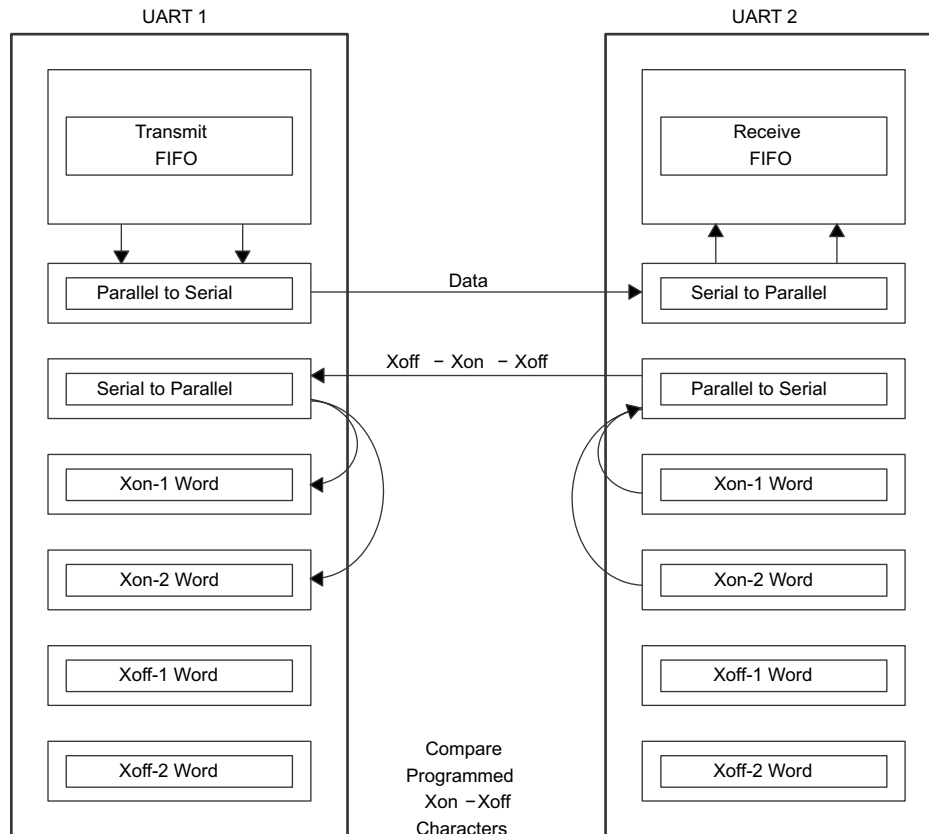 UART 1
UART 2
Transmit
FIFO
Receive
FIFO
Parallel to Serial
Data
Serial to Parallel
Serial to Parallel
Xoff – Xon – Xoff
Parallel to Serial
Xon-1 Word
Xon-1 Word
Xon-2 Word
Xon-2 Word
Xoff-1 Word
Xoff-1 Word
Xoff-2 Word
Compare
Programmed
Xon –Xoff
Characters
Xoff-2 Word